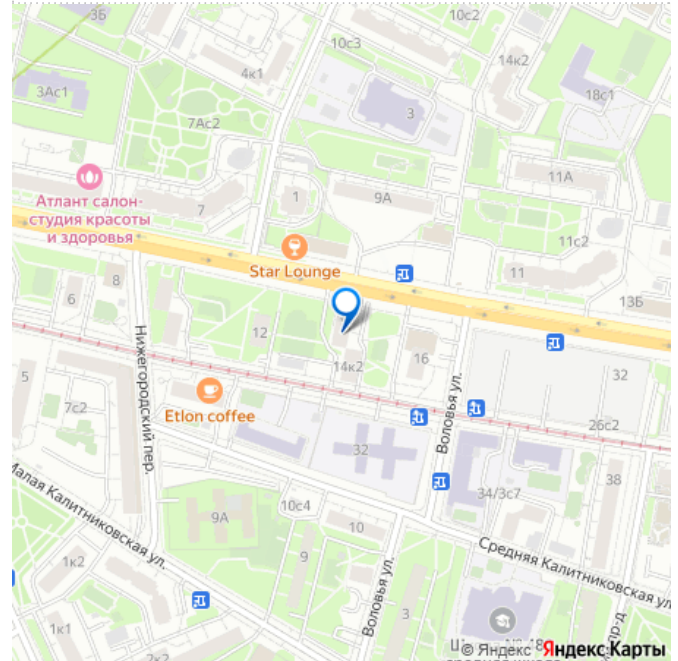 3Б
10с3
10с2
4к1
14к2
18с1
3Ас1
7Ас2
3
11А
Атлант салон-
студия красоты
и здоровья
7
1
9А
11с2
Star Lounge
11
13Б
6
8
12
14к2
16
32
5
7с2
Нижегородский пер.
Etlon coffee
Воловья ул.
32
26с2
34/3с7
38
Малая Калитниковская ул.
9А
10с4
10
Средняя Калитниковская ул.
1к2
9
Воловья ул.
3
1к1
2к2
© Яндекс Яндекс Карты